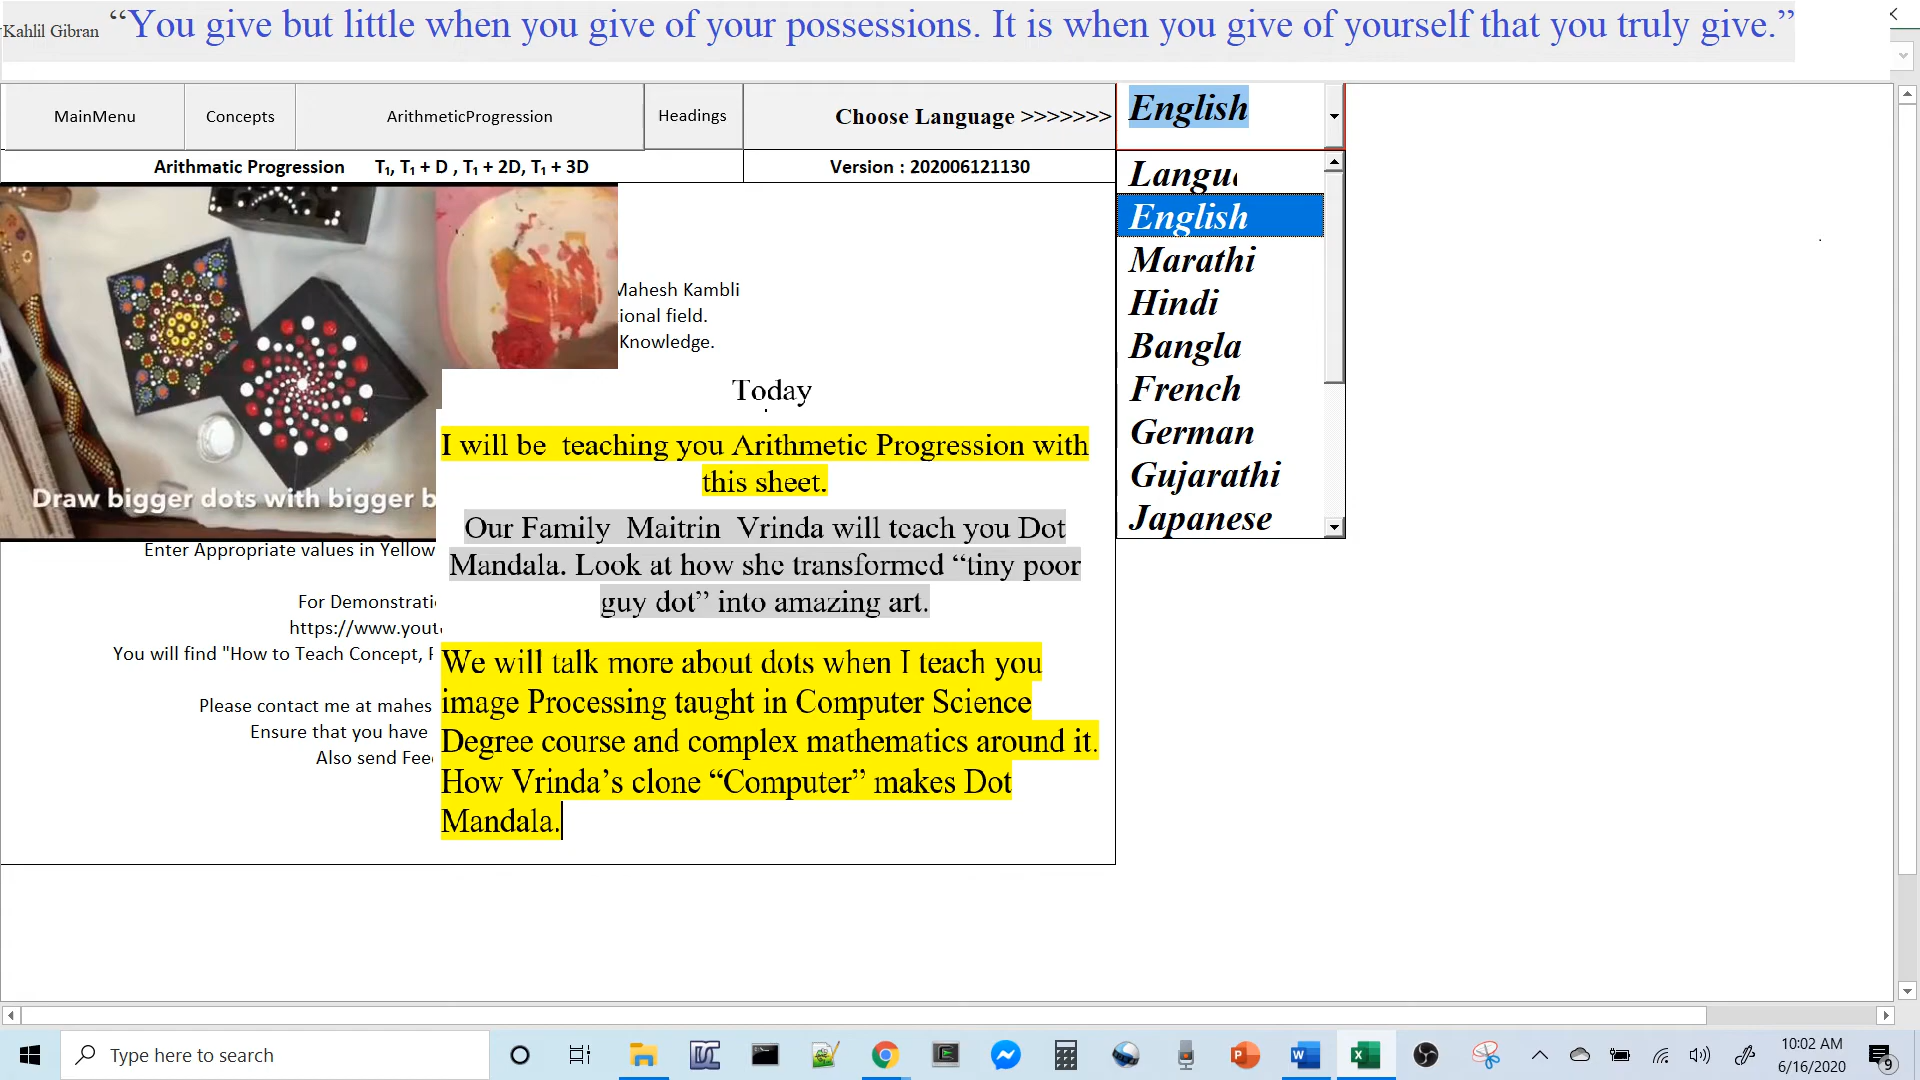 “You give but little when you give of your possessions. It is when you give of yourself that you truly give.”
Kahlil Gibran
MainMenu
Concepts
ArithmeticProgression
Headings
Choose Language >>>>>>>
English
Arithmatic Progression T₁, T₁ + D , T₁ + 2D, T₁ + 3D
Version : 202006121130
English
Marathi
Hindi
Bangla
French
German
Gujarathi
Japanese
Mahesh Kambli
ional field.
Knowledge.
Today
I will be teaching you Arithmetic Progression with
this sheet.
Our Family Maitrin Vrinda will teach you Dot
Mandala. Look at how she transformed “tiny poor
guy dot” into amazing art.
We will talk more about dots when I teach you
image Processing taught in Computer Science
Degree course and complex mathematics around it.
How Vrinda’s clone “Computer” makes Dot
Mandala.
Draw bigger dots with bigger b
Enter Appropriate values in Yellow
For Demonstrati
https://www.yout
You will find "How to Teach Concept,
Please contact me at mahes
Ensure that you have
Also send Fee
Type here to search
10:02 AM
6/16/2020
9